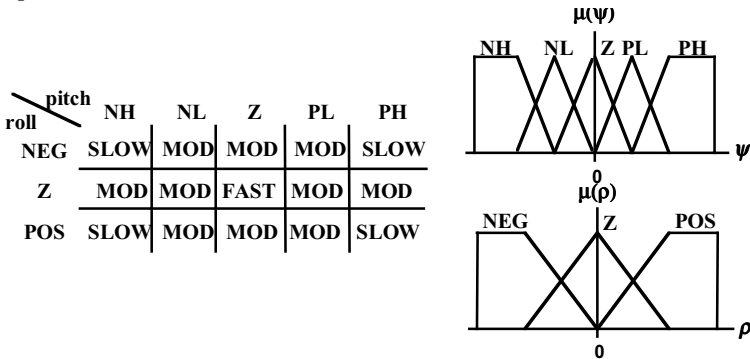 pitch
roll
NH NL Z PL PH
NEG SLOW MOD MOD MOD SLOW
Z MOD MOD FAST MOD MOD
POS SLOW MOD MOD MOD SLOW
μ(ψ)
NH NL Z PL PH
ψ
0
μ(ρ)
NEG Z POS
ρ
0